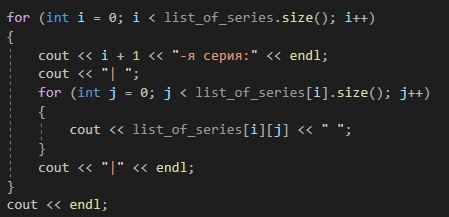 for (int i = 0; i < list_of_series.size(); i++)
{
    cout << i + 1 << "-я серия:" << endl;
    cout << "| ";
    for (int j = 0; j < list_of_series[i].size(); j++)
    {
        cout << list_of_series[i][j] << " ";
    }
    cout << "|" << endl;
}
cout << endl;